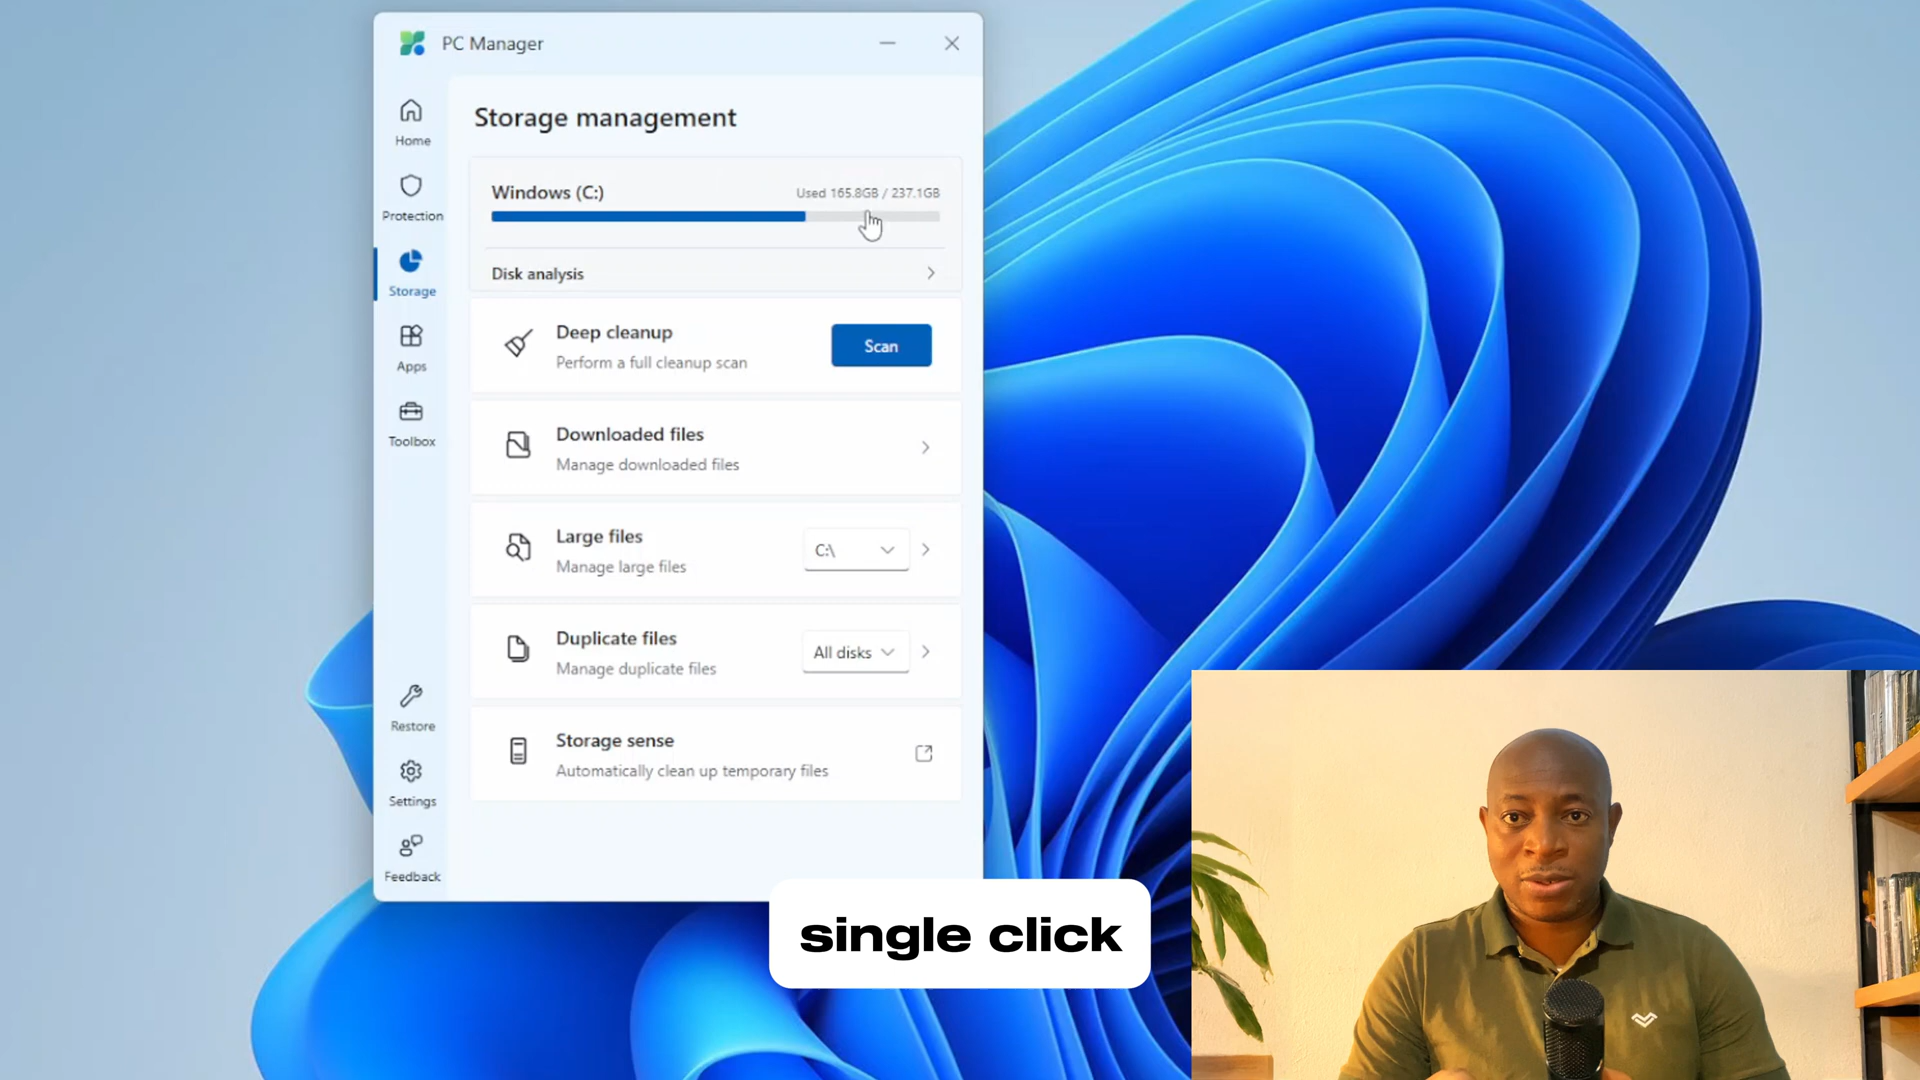 PC Manager
Home
Protection
Storage
Apps
Toolbox
Restore
Settings
Feedback
Storage management
Windows (C:)
Used 165.8GB / 237.1GB
Disk analysis
Deep cleanup
Perform a full cleanup scan
Scan
Downloaded files
Manage downloaded files
Large files
Manage large files
C:\
Duplicate files
Manage duplicate files
All disks
Storage sense
Automatically clean up temporary files
single click